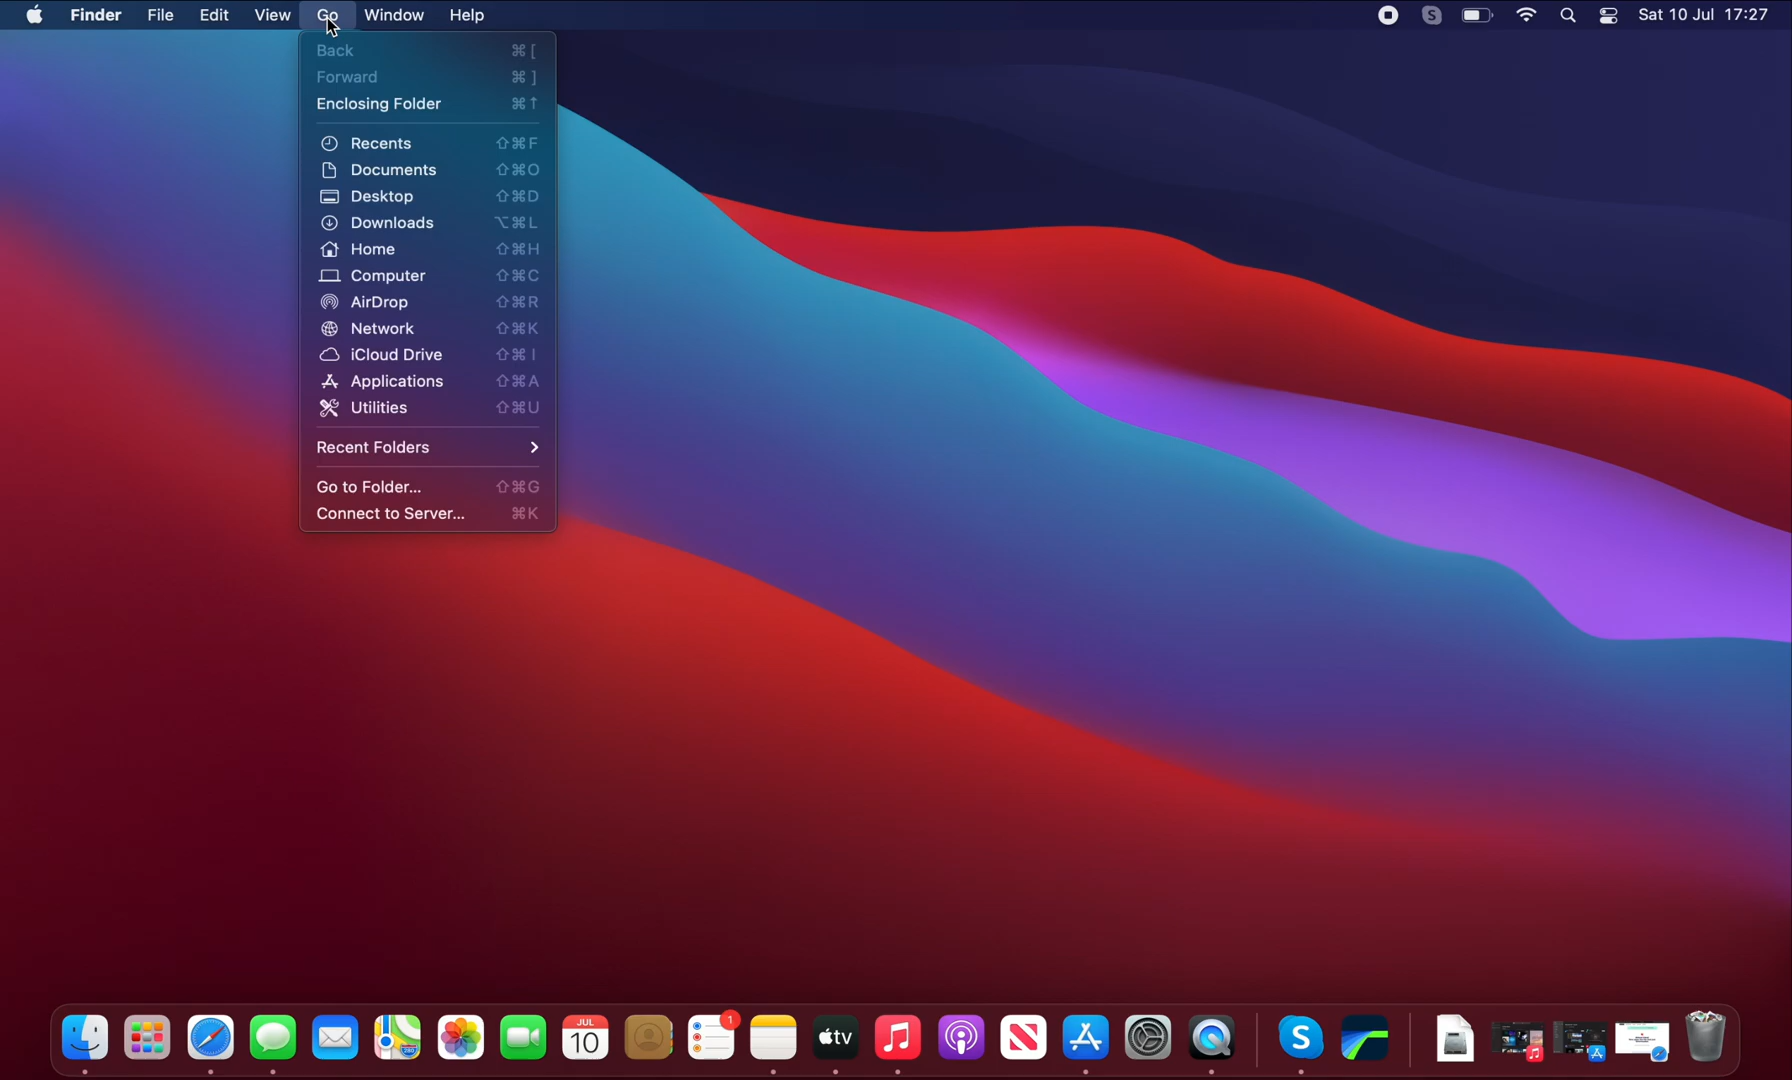 Finder File Edit View Go Window Help Sat 10 Jul 17:27
Back ⌘ [
Forward ⌘ ]
Enclosing Folder ⌘ ↑
Recents ⇧ ⌘ F
Documents ⇧ ⌘ O
Desktop ⇧ ⌘ D
Downloads ⌥ ⌘ L
Home ⇧ ⌘ H
Computer ⇧ ⌘ C
AirDrop ⇧ ⌘ R
Network ⇧ ⌘ K
iCloud Drive ⇧ ⌘ I
Applications ⇧ ⌘ A
Utilities ⇧ ⌘ U
Recent Folders >
Go to Folder... ⇧ ⌘ G
Connect to Server... ⌘ K
JUL
10
1
tv
S